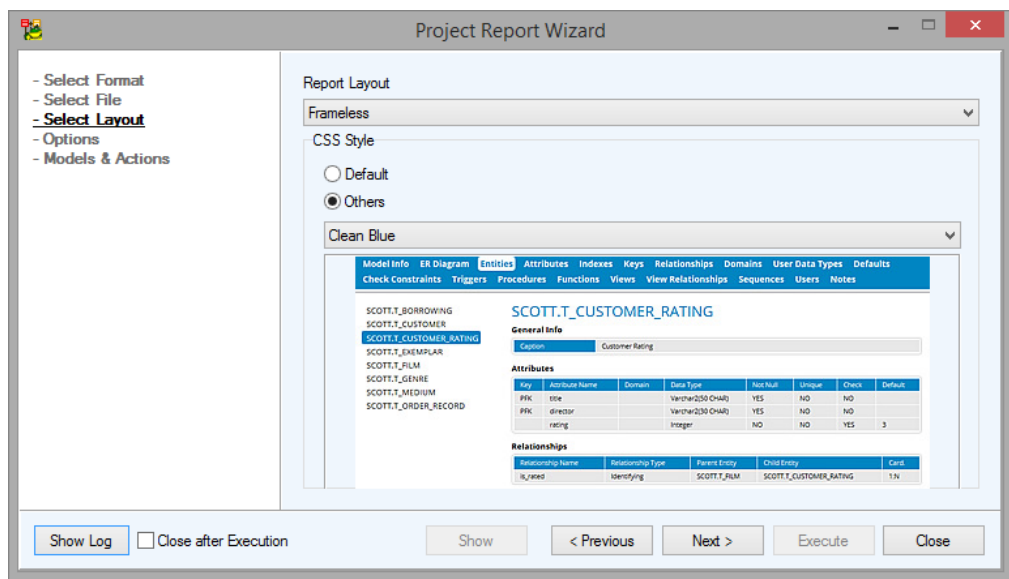 Project Report Wizard
- Select Format
- Select File
- Select Layout
- Options
- Models & Actions
Report Layout
Frameless
CSS Style
Default
Others
Clean Blue
Model Info ER Diagram Entities Attributes Indexes Keys Relationships Domains User Data Types Defaults
Check Constraints Triggers Procedures Functions Views View Relationships Sequences Users Notes
SCOTT.T_BORROWING
SCOTT.T_CUSTOMER
SCOTT.T_CUSTOMER_RATING
SCOTT.T_EXEMPLAR
SCOTT.T_FILM
SCOTT.T_GENRE
SCOTT.T_MEDIUM
SCOTT.T_ORDER_RECORD
SCOTT.T_CUSTOMER_RATING
General Info
Caption Customer Rating
Attributes
Key Attribute Name Domain Data Type Not Null Unique Check Default
PFK title Varchar2(50 CHAR) YES NO NO
PFK director Varchar2(50 CHAR) YES NO NO
rating Integer NO NO YES 3
Relationships
Relationship Name Relationship Type Parent Entity Child Entity Card.
is_rated Identifying SCOTT.T_FILM SCOTT.T_CUSTOMER_RATING 1:N
Show Log Close after Execution Show < Previous Next > Execute Close